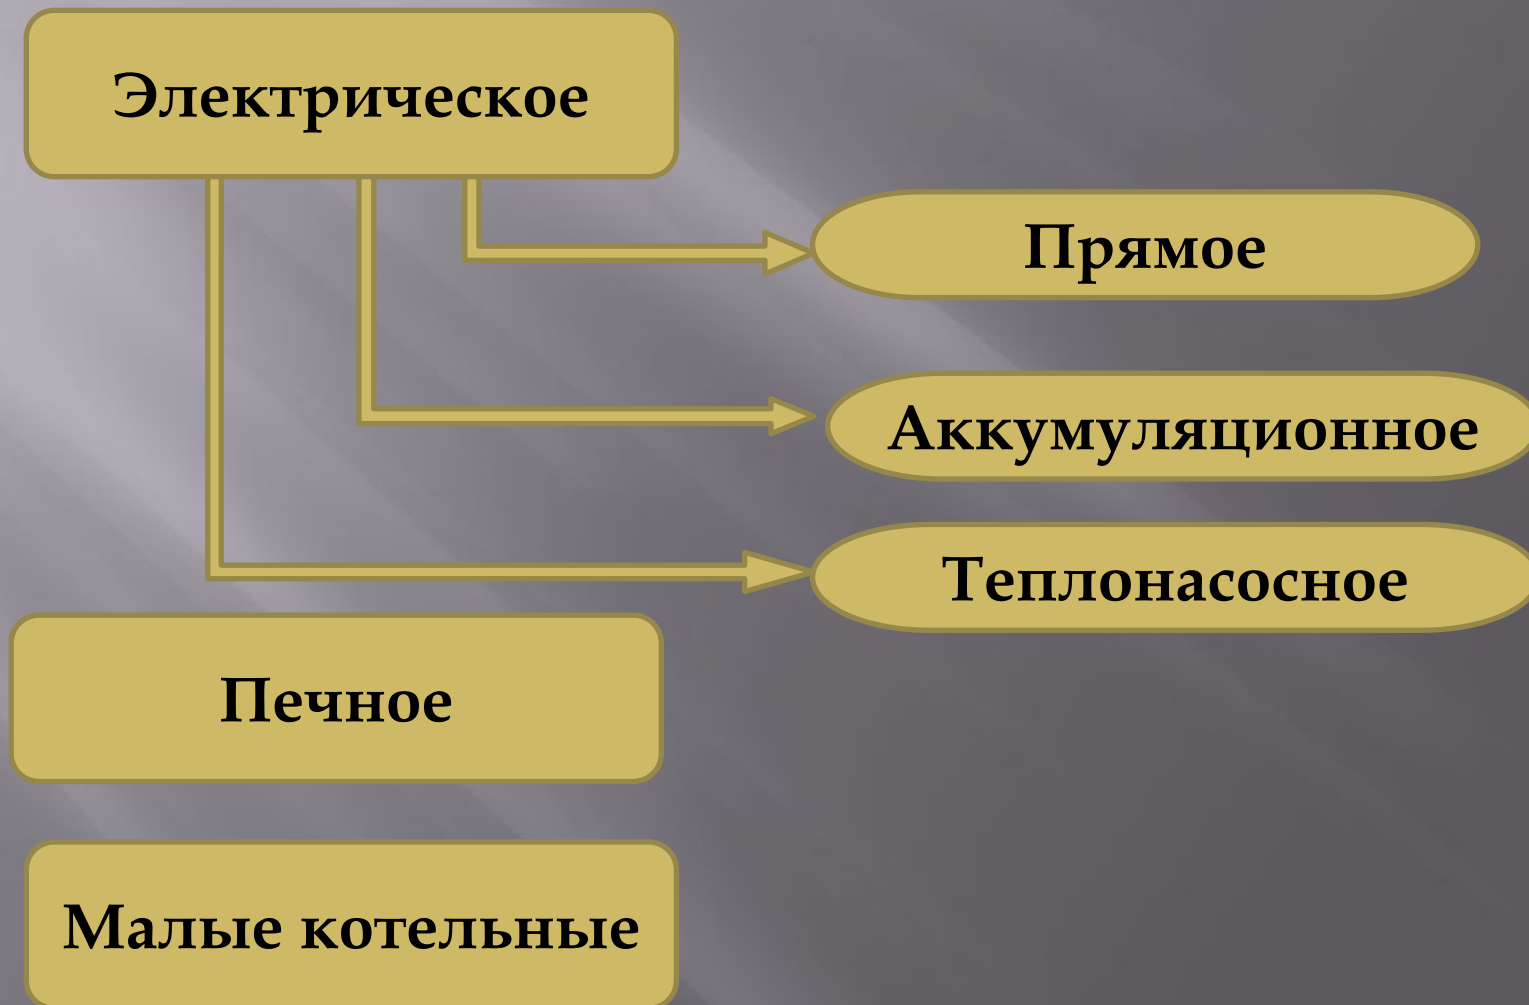 Электрическое
Прямое
Аккумуляционное
Теплонасосное
Печное
Малые котельные